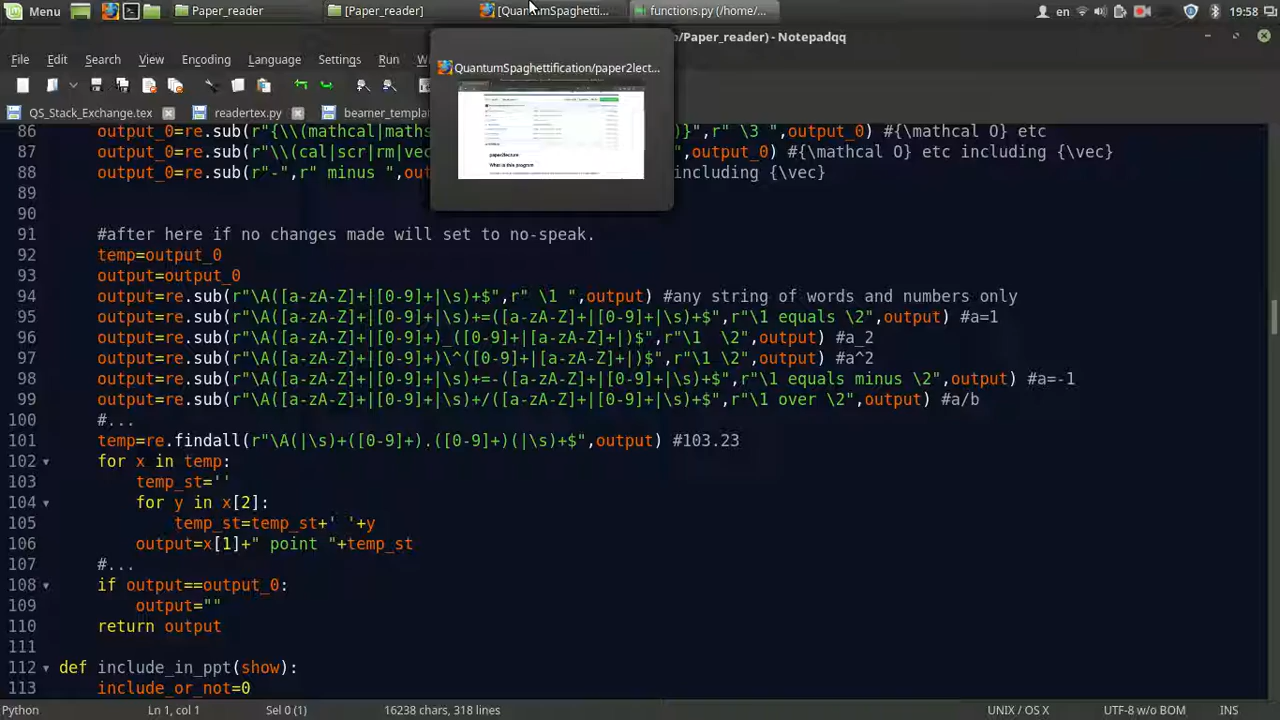 Menu Paper_reader [Paper_reader] [QuantumSpaghetti... functions.py (/home/... en 19:58
o/Paper_reader) - Notepadqq
File Edit Search View Encoding Language Settings Run
QuantumSpaghettification/paper2lect...
paper2lecture
What is this program
QS_Stack_Exchange.tex readertex.py beamer_templa
86 output_0=re.sub(r"{\\(mathcal|maths )}",r" \3 ",output_0) #{\mathcal O} etc
87 output_0=re.sub(r"\\(cal|scr|rm|vec ",output_0) #{\mathcal O} etc including {\vec}
88 output_0=re.sub(r"-",r" minus ",out including {\vec}
89
90
91 #after here if no changes made will set to no-speak.
92 temp=output_0
93 output=output_0
94 output=re.sub(r"\A([a-zA-Z]+|[0-9]+|\s)+$",r" \1 ",output) #any string of words and numbers only
95 output=re.sub(r"\A([a-zA-Z]+|[0-9]+|\s)+=([a-zA-Z]+|[0-9]+|\s)+$",r"\1 equals \2",output) #a=1
96 output=re.sub(r"\A([a-zA-Z]+|[0-9]+)_([0-9]+|[a-zA-Z]+|)$",r"\1  \2",output) #a_2
97 output=re.sub(r"\A([a-zA-Z]+|[0-9]+)\^([0-9]+|[a-zA-Z]+|)$",r"\1 \2",output) #a^2
98 output=re.sub(r"\A([a-zA-Z]+|[0-9]+|\s)+=-([a-zA-Z]+|[0-9]+|\s)+$",r"\1 equals minus \2",output) #a=-1
99 output=re.sub(r"\A([a-zA-Z]+|[0-9]+|\s)+/([a-zA-Z]+|[0-9]+|\s)+$",r"\1 over \2",output) #a/b
100 #...
101 temp=re.findall(r"\A(|\s)+([0-9]+).([0-9]+)(|\s)+$",output) #103.23
102 for x in temp:
103 temp_st=''
104 for y in x[2]:
105 temp_st=temp_st+' '+y
106 output=x[1]+" point "+temp_st
107 #...
108 if output==output_0:
109 output=""
110 return output
111
112 def include_in_ppt(show):
113 include_or_not=0
Python Ln 1, col 1 Sel 0 (1) 16238 chars, 318 lines UNIX / OS X UTF-8 w/o BOM INS